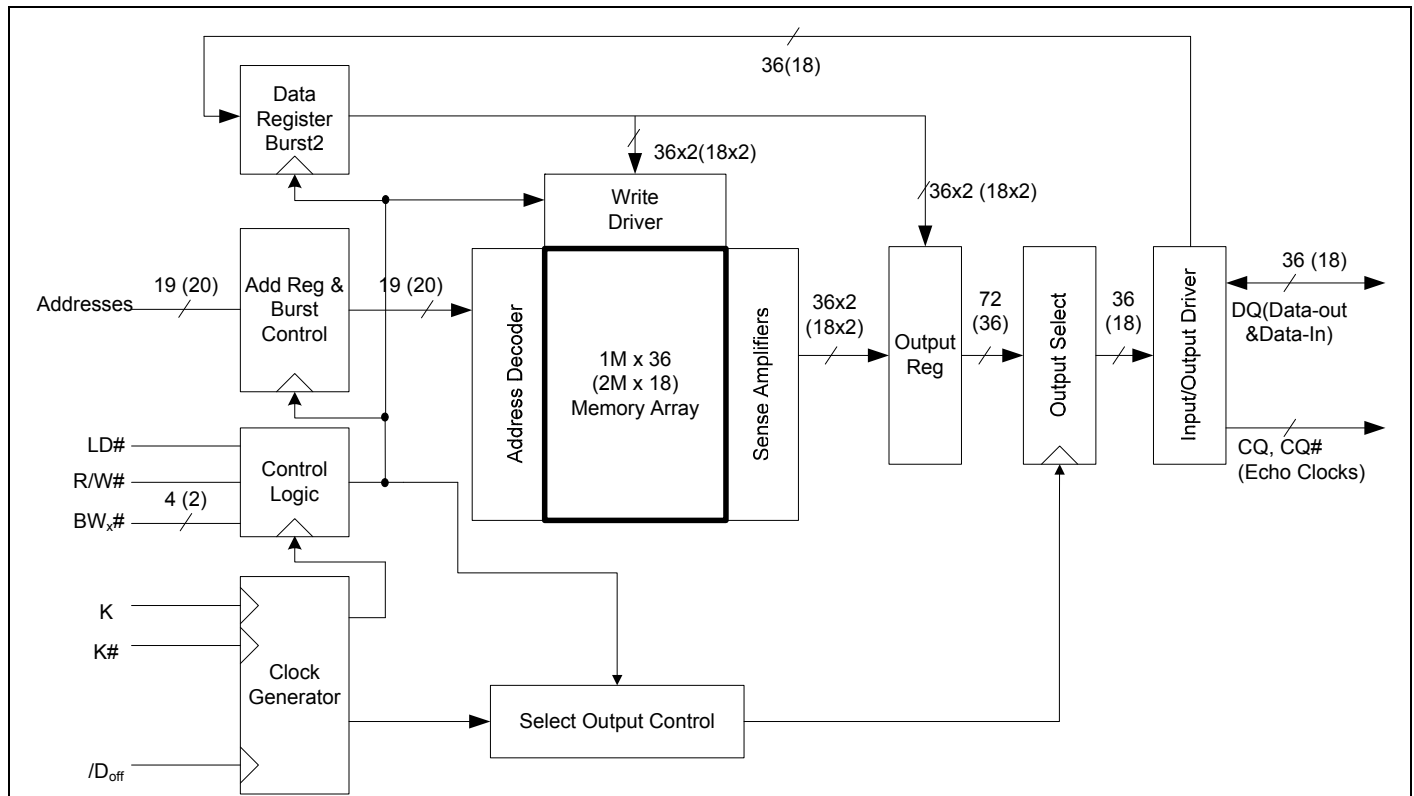 36(18)
Data
Register
Burst2
36x2(18x2)
Write
Driver
36x2 (18x2)
Addresses
19 (20)
Add Reg &
Burst
Control
19 (20)
Address Decoder
1M x 36
(2M x 18)
Memory Array
Sense Amplifiers
36x2
(18x2)
Output
Reg
72
(36)
Output Select
36
(18)
Input/Output Driver
36 (18)
DQ(Data-out
&Data-In)
CQ, CQ#
(Echo Clocks)
LD#
R/W#
BWx#
4 (2)
Control
Logic
K
K#
/Doff
Clock
Generator
Select Output Control